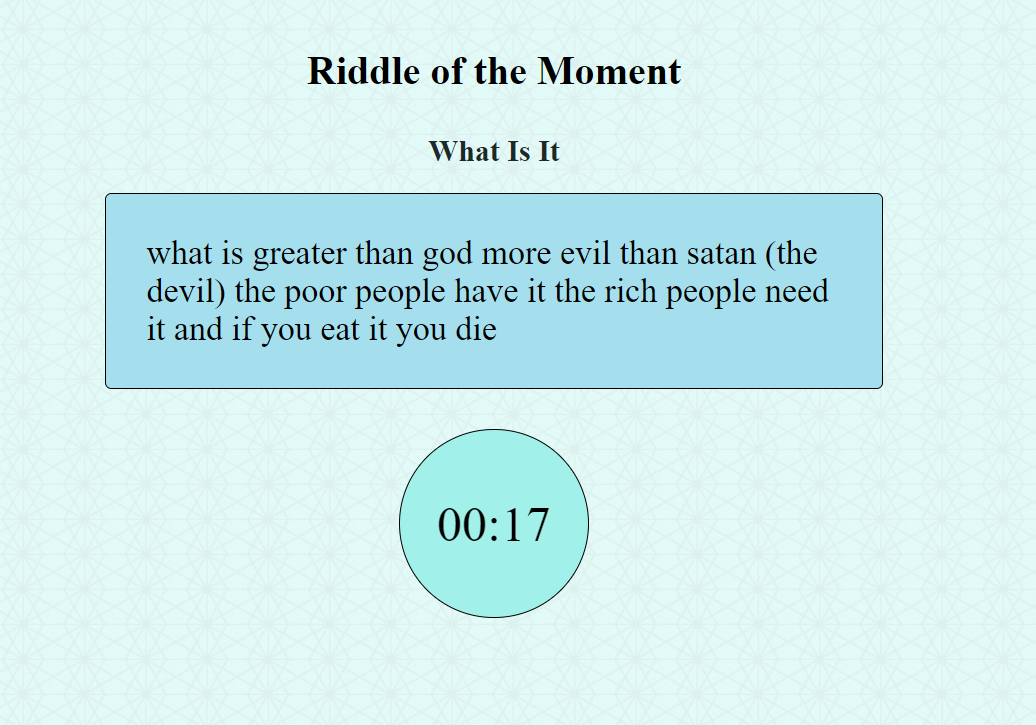 Riddle of the Moment
What Is It
what is greater than god more evil than satan (the
devil) the poor people have it the rich people need
it and if you eat it you die
00:17